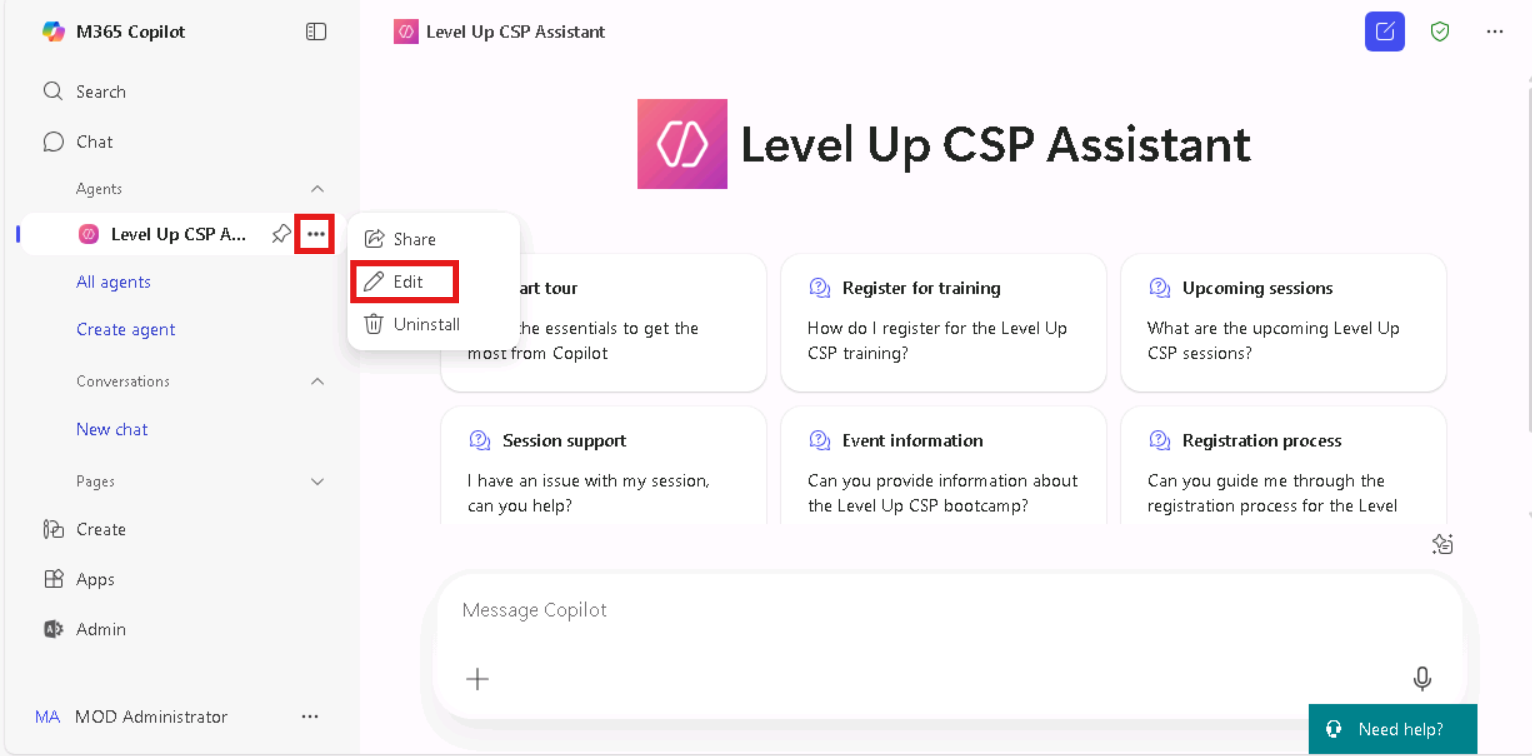 M365 Copilot
Search
Chat
Agents
Level Up CSP A...
All agents
Create agent
Conversations
New chat
Pages
Create
Apps
Admin
MA MOD Administrator
Share
Edit
Uninstall
Level Up CSP Assistant
Level Up CSP Assistant
art tour
the essentials to get the
most from Copilot
Register for training
How do I register for the Level Up
CSP training?
Upcoming sessions
What are the upcoming Level Up
CSP sessions?
Session support
I have an issue with my session,
can you help?
Event information
Can you provide information about
the Level Up CSP bootcamp?
Registration process
Can you guide me through the
registration process for the Level
Message Copilot
Need help?